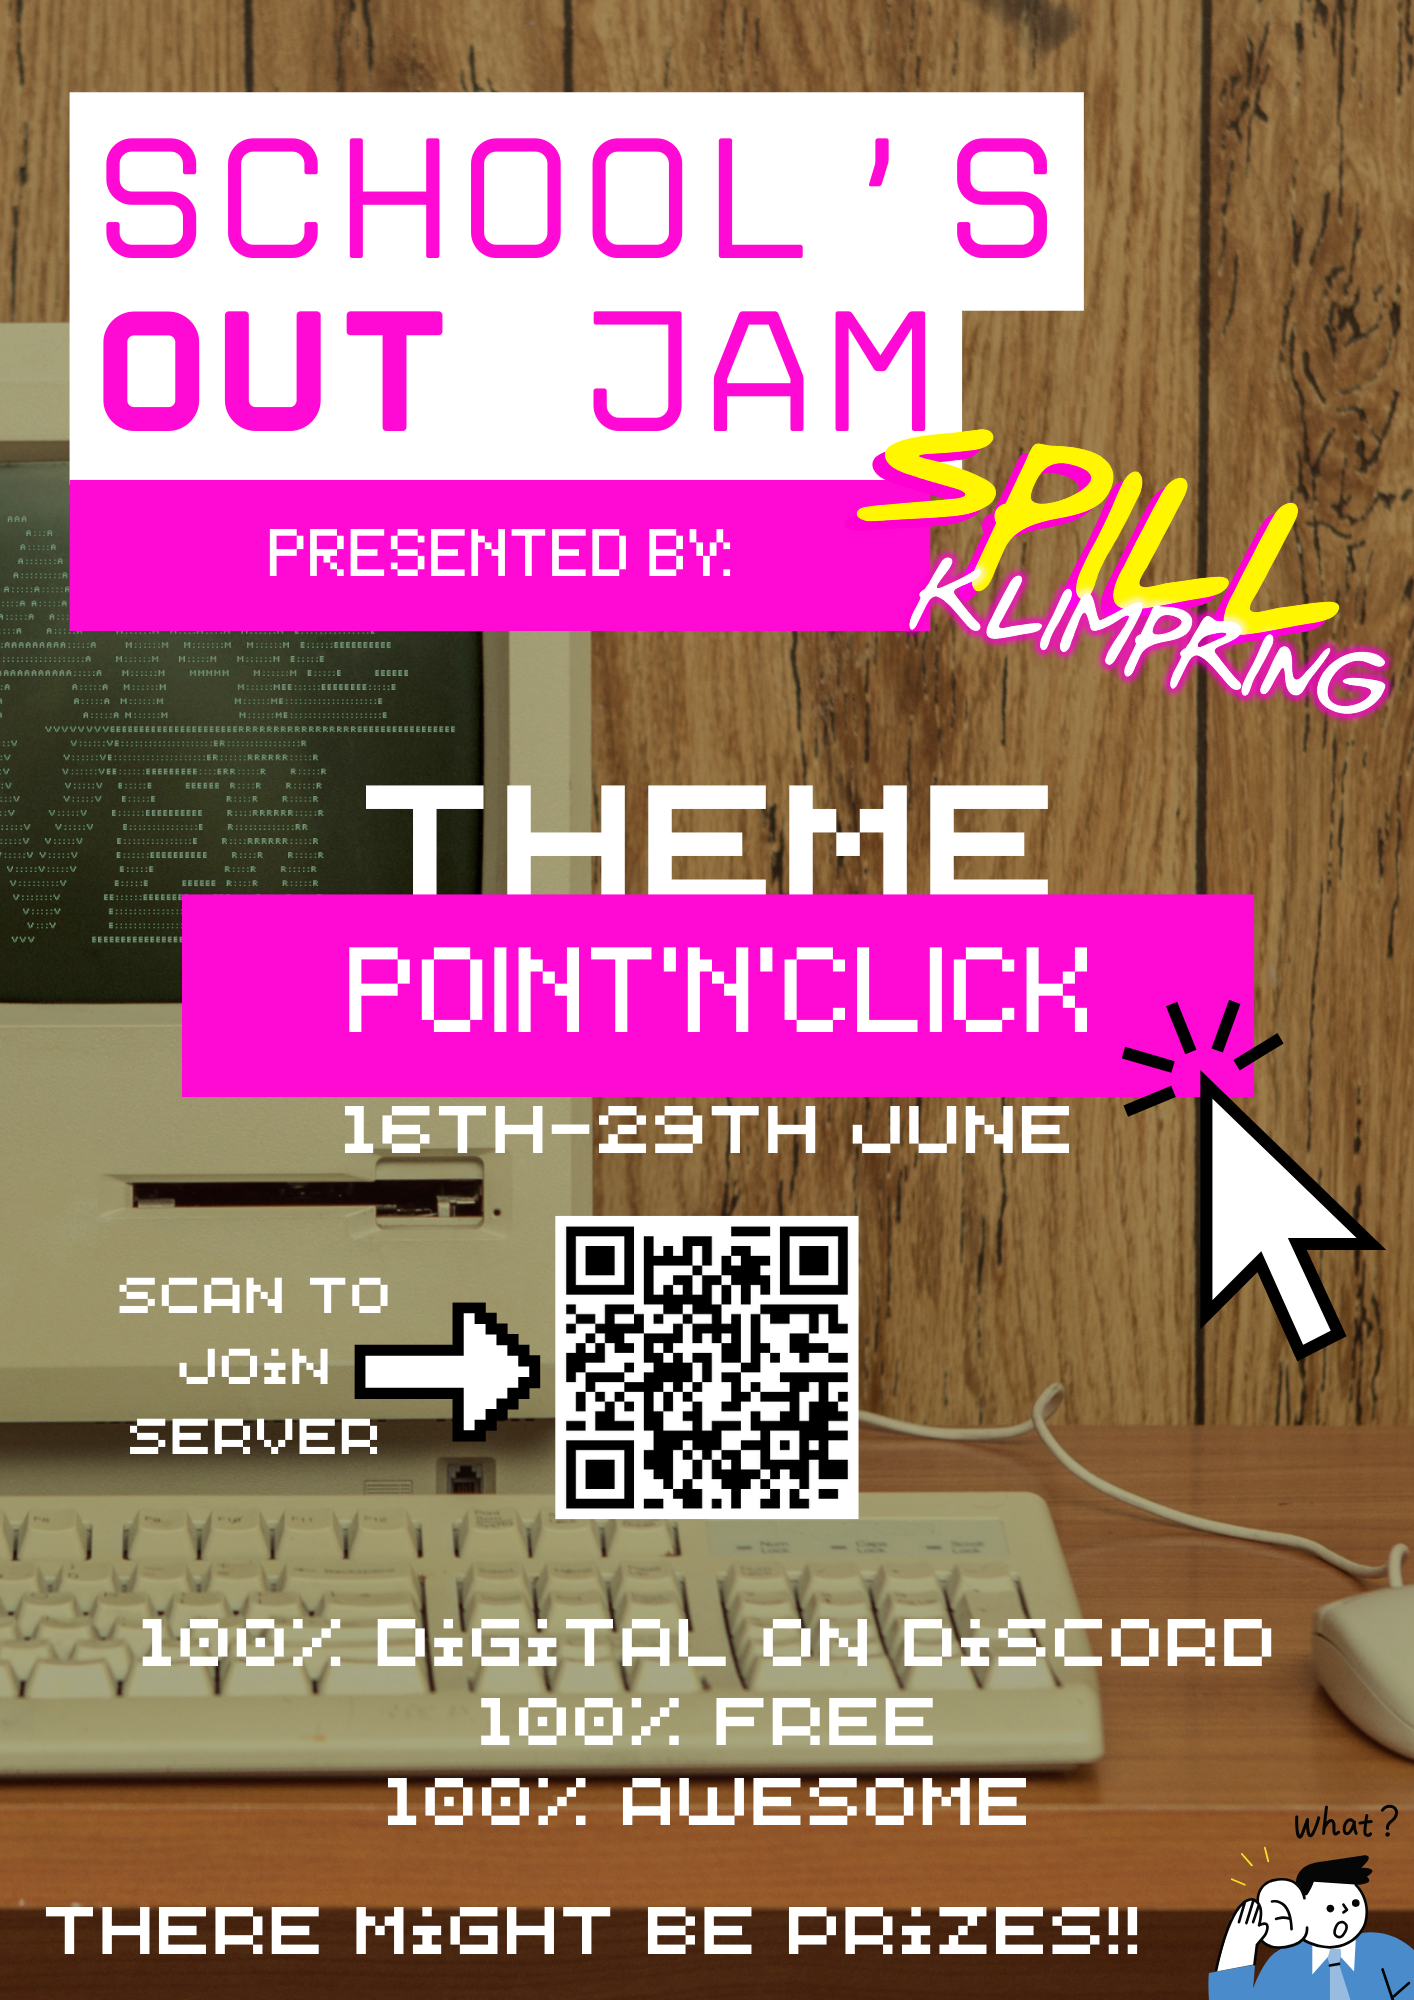 SCHOOL'S
OUT JAM
PRESENTED BY:
SPILL
KLIMPRING
THEME
POINT'N'CLICK
16TH-29TH JUNE
SCAN TO
JOiN
SERVER
100% DiGiTAL ON DiSCORD
100% FREE
100% AWESOME
what?
THERE MiGHT BE PRiZES!!